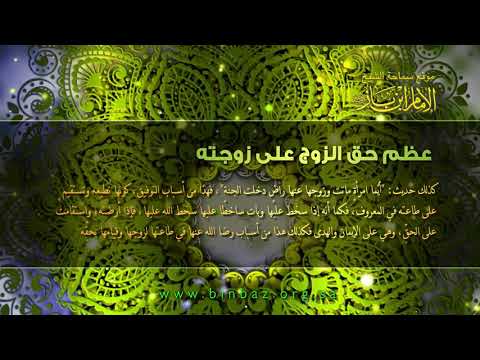 موقع سماحة الشيخ
الإمام ابن باز
عظم حق الزوج على زوجته
كذلك حديث: "أيما امرأة ماتت وزوجها عنها راضٍ دخلت الجنة"، فهذا من أسباب التوفيق، كونها تطيعه وتستقيم
على طاعته في المعروف، فكما أنه إذا سخط عليها وبات ساخطًا عليها سخط الله عليها، فإذا أرضته، واستقامت
على الحق، وهي على الإيمان والهدى فكذلك هذا من أسباب رضا الله عنها في طاعتها لزوجها وقيامها بحقه
www.binbaz.org.sa